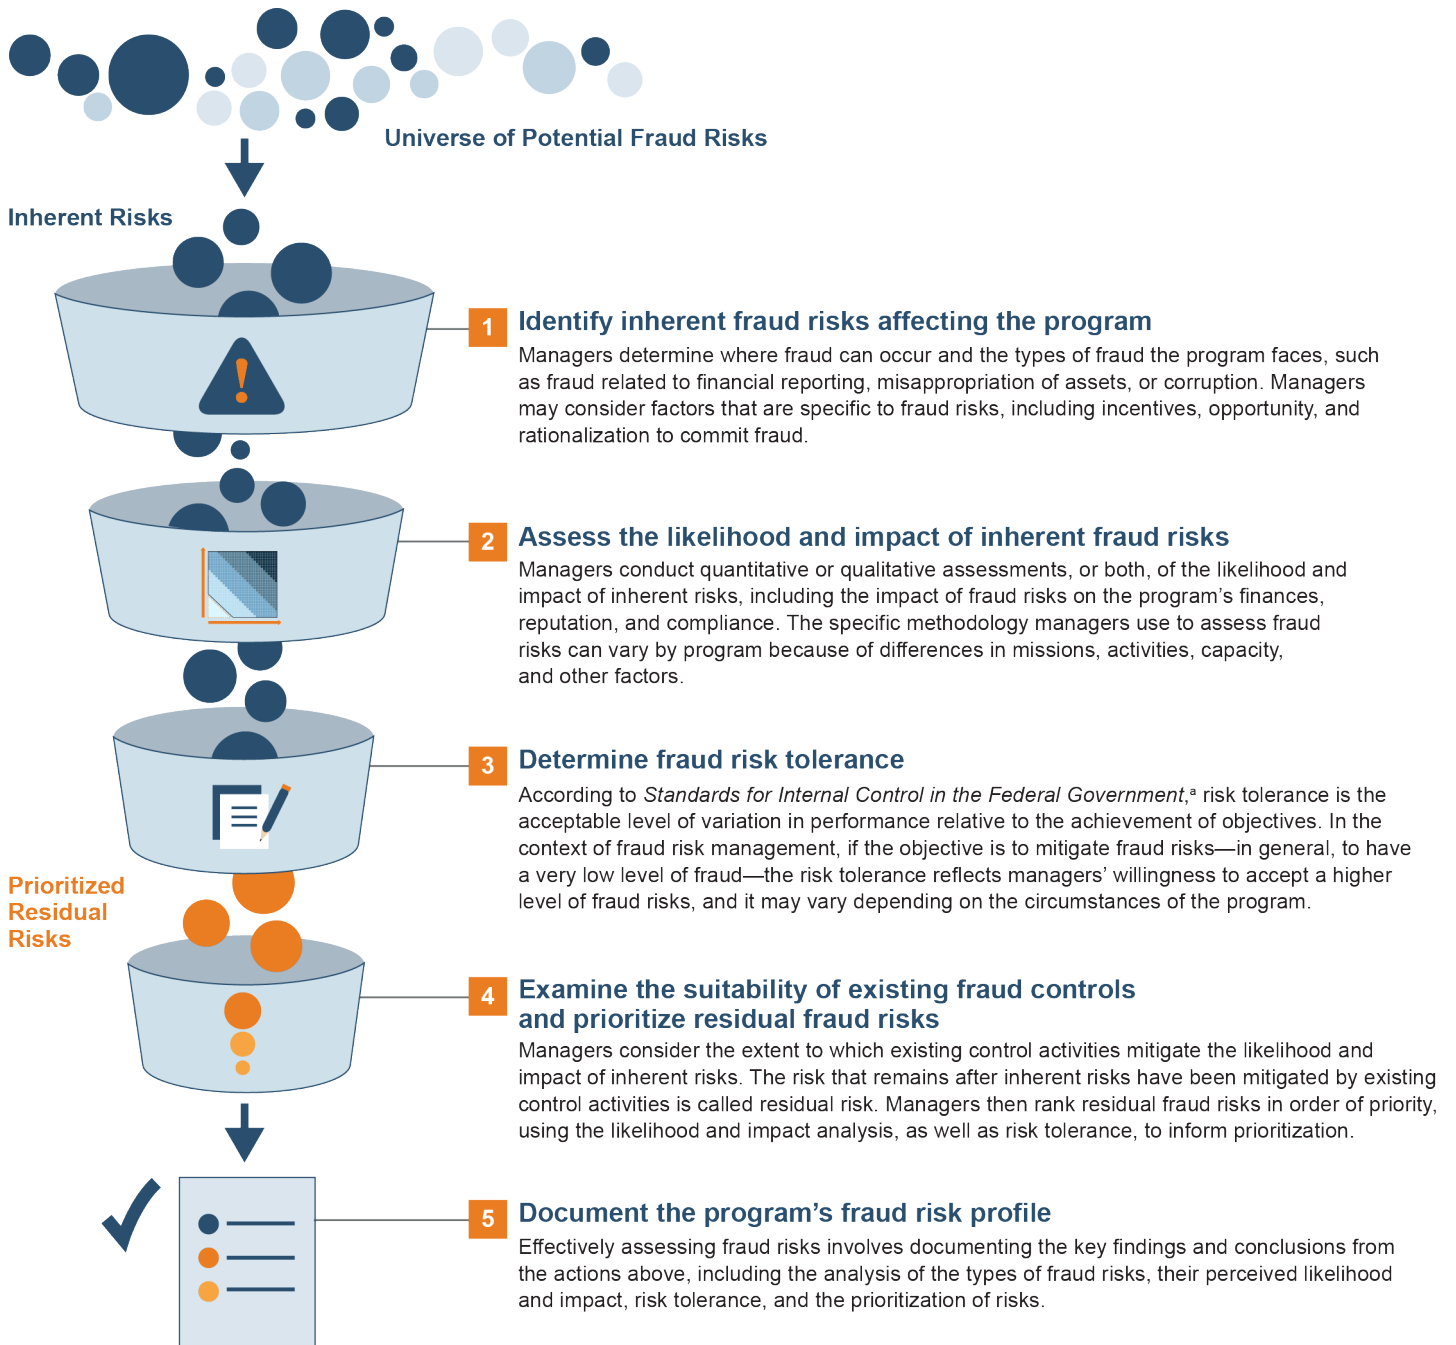 Universe of Potential Fraud Risks
Inherent Risks
1
Identify inherent fraud risks affecting the program
Managers determine where fraud can occur and the types of fraud the program faces, such
as fraud related to financial reporting, misappropriation of assets, or corruption. Managers
may consider factors that are specific to fraud risks, including incentives, opportunity, and
rationalization to commit fraud.
2
Assess the likelihood and impact of inherent fraud risks
Managers conduct quantitative or qualitative assessments, or both, of the likelihood and
impact of inherent risks, including the impact of fraud risks on the program’s finances,
reputation, and compliance. The specific methodology managers use to assess fraud
risks can vary by program because of differences in missions, activities, capacity,
and other factors.
3
Determine fraud risk tolerance
According to Standards for Internal Control in the Federal Government,ᵃ risk tolerance is the
acceptable level of variation in performance relative to the achievement of objectives. In the
context of fraud risk management, if the objective is to mitigate fraud risks—in general, to have
a very low level of fraud—the risk tolerance reflects managers’ willingness to accept a higher
level of fraud risks, and it may vary depending on the circumstances of the program.
Prioritized
Residual
Risks
4
Examine the suitability of existing fraud controls
and prioritize residual fraud risks
Managers consider the extent to which existing control activities mitigate the likelihood and
impact of inherent risks. The risk that remains after inherent risks have been mitigated by existing
control activities is called residual risk. Managers then rank residual fraud risks in order of priority,
using the likelihood and impact analysis, as well as risk tolerance, to inform prioritization.
5
Document the program’s fraud risk profile
Effectively assessing fraud risks involves documenting the key findings and conclusions from
the actions above, including the analysis of the types of fraud risks, their perceived likelihood
and impact, risk tolerance, and the prioritization of risks.